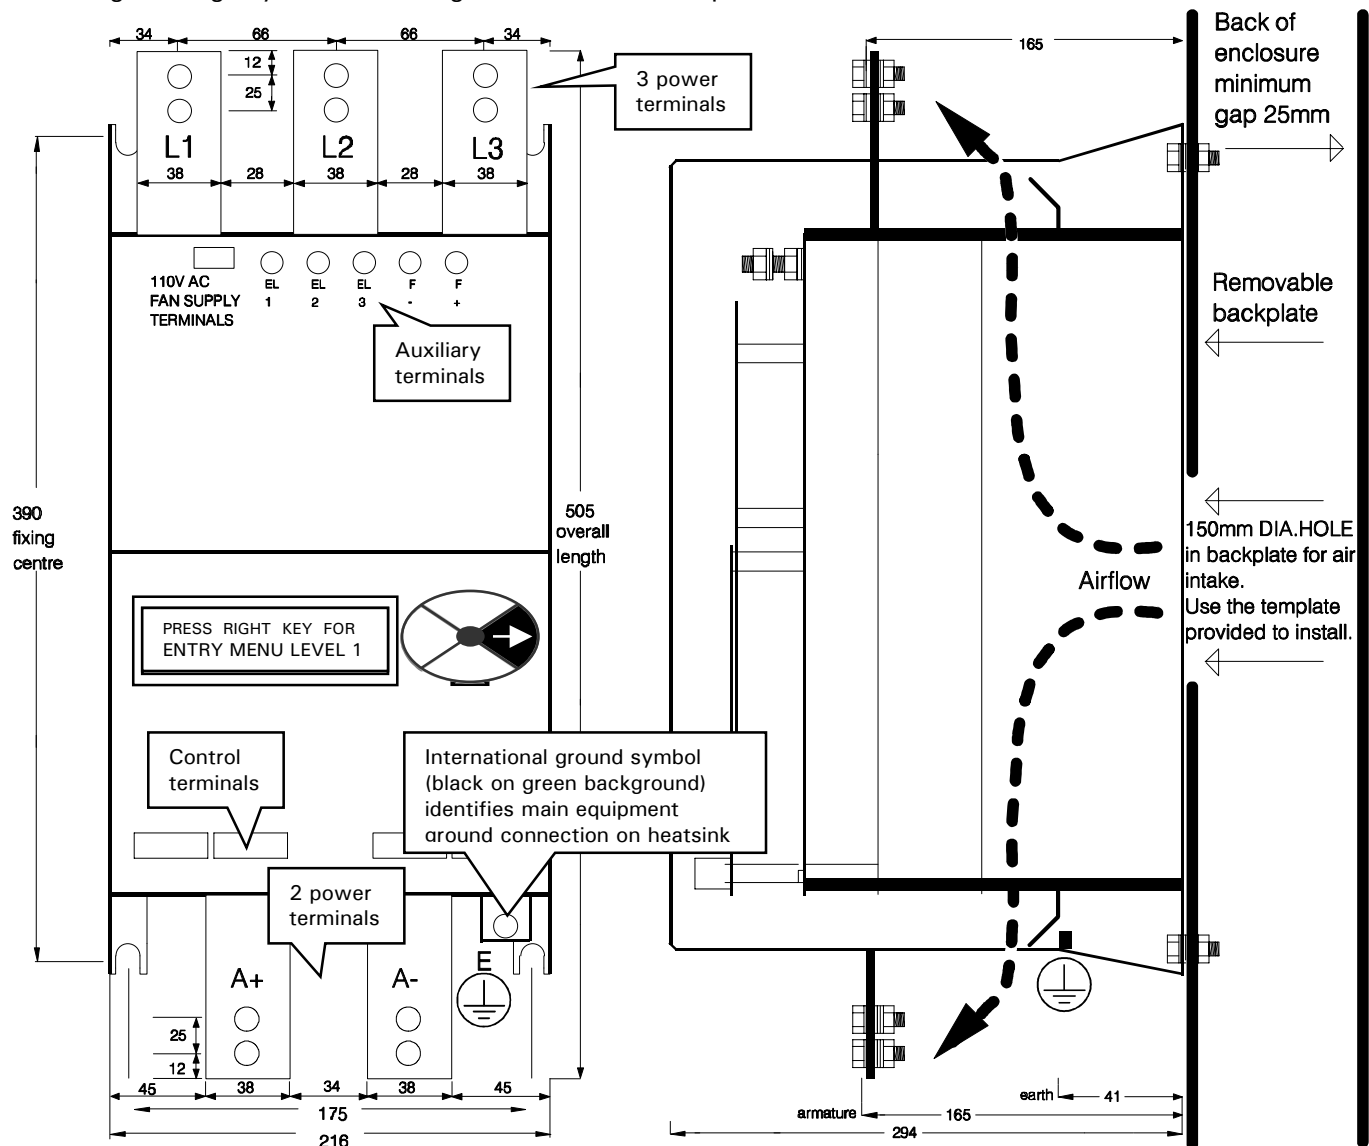 34
66
66
34
12
25
3 power
terminals
L1
L2
L3
38
28
38
28
38
110V AC
FAN SUPPLY
TERMINALS
EL
1
EL
2
EL
3
F
-
F
+
Auxiliary
terminals
390
fixing
centre
505
overall
length
PRESS RIGHT KEY FOR
ENTRY MENU LEVEL 1
Control
terminals
International ground symbol
(black on green background)
identifies main equipment
ground connection on heatsink
2 power
terminals
A+
A-
E
25
12
45
38
34
38
45
175
216
165
Back of
enclosure
minimum
gap 25mm
Removable
backplate
150mm DIA.HOLE
in backplate for air
intake.
Use the template
provided to install.
Airflow
earth
41
armature
165
294